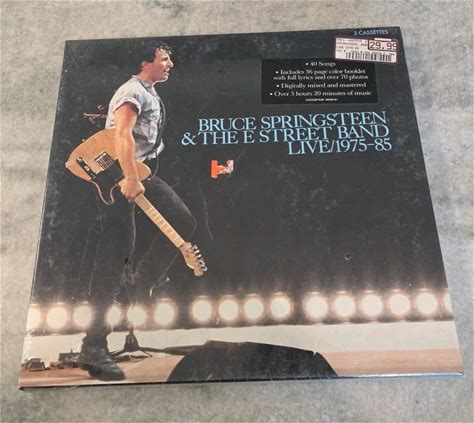 3 CASSETTES
29.99
• 40 Songs
• Includes 36 page color booklet
with full lyrics and over 70 photos
• Digitally mixed and mastered
• Over 3 hours 20 minutes of music
BRUCE SPRINGSTEEN
& THE E STREET BAND
LIVE/1975–85